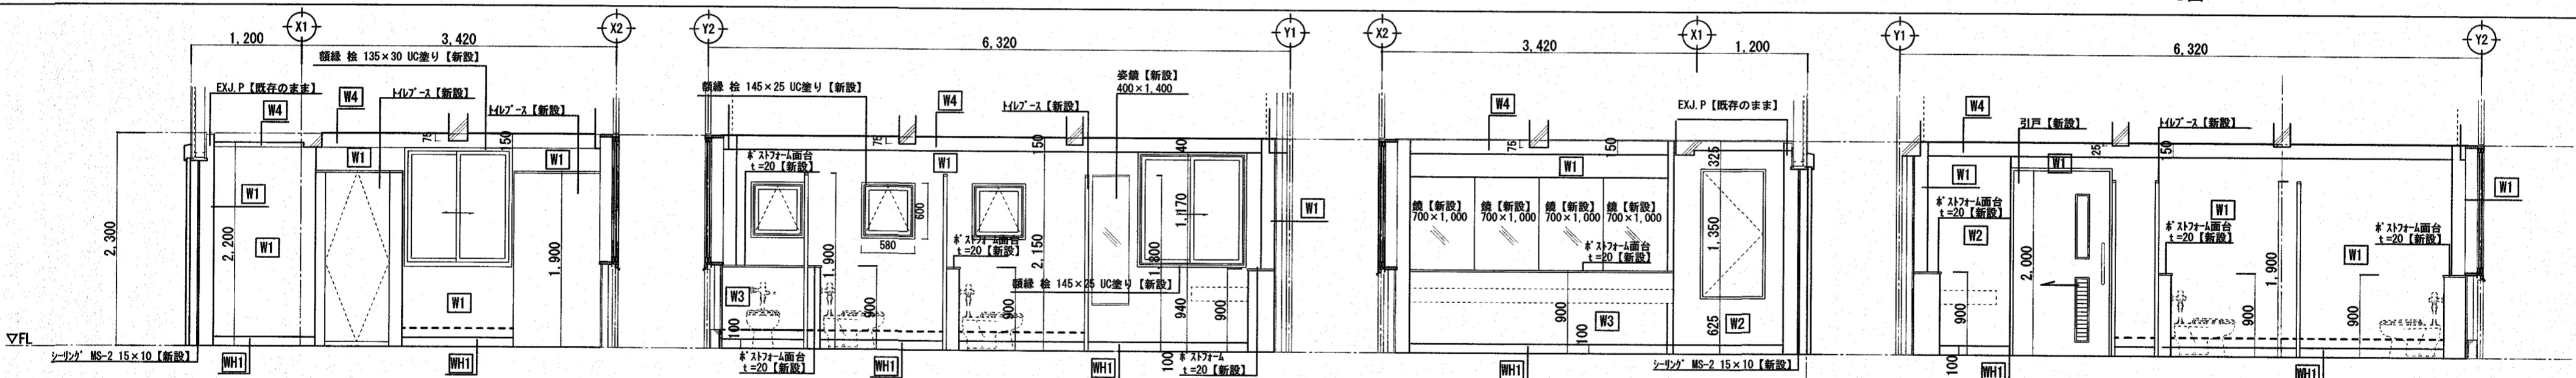 X1
X2
1,200
3,420
額縁 桧 135×30 UC塗り【新設】
EXJ.P【既存のまま】
W4
W4
トイレブース【新設】
トイレブース【新設】
75
150
W1
W1
W1
W1
W1
2,300
2,200
1,900
▽FL
シーリング MS-2 15×10【新設】
WH1
WH1
Y2
Y1
6,320
額縁 桧 145×25 UC塗り【新設】
W4
トイレブース【新設】
姿鏡【新設】
400×1,400
75
150
40
ポストフォーム面台
t=20【新設】
W1
600
580
1,900
2,150
1,170
1,800
W1
ポストフォーム面台
t=20【新設】
額縁 桧 145×25 UC塗り【新設】
W3
100
900
900
940
900
ポストフォーム面台
t=20【新設】
WH1
WH1
100
ポストフォーム
t=20【新設】
X2
X1
3,420
1,200
EXJ.P【既存のまま】
W4
75
150
325
W1
鏡【新設】
700×1,000
鏡【新設】
700×1,000
鏡【新設】
700×1,000
鏡【新設】
700×1,000
ポストフォーム面台
t=20【新設】
1,350
900
100
W3
625
W2
WH1
シーリング MS-2 15×10【新設】
Y1
Y2
6,320
W4
引戸【新設】
トイレブース【新設】
25
150
W1
W1
W1
ポストフォーム面台
t=20【新設】
W2
2,000
ポストフォーム面台
t=20【新設】
W1
ポストフォーム面台
t=20【新設】
W1
1,900
900
900
900
100
WH1
WH1